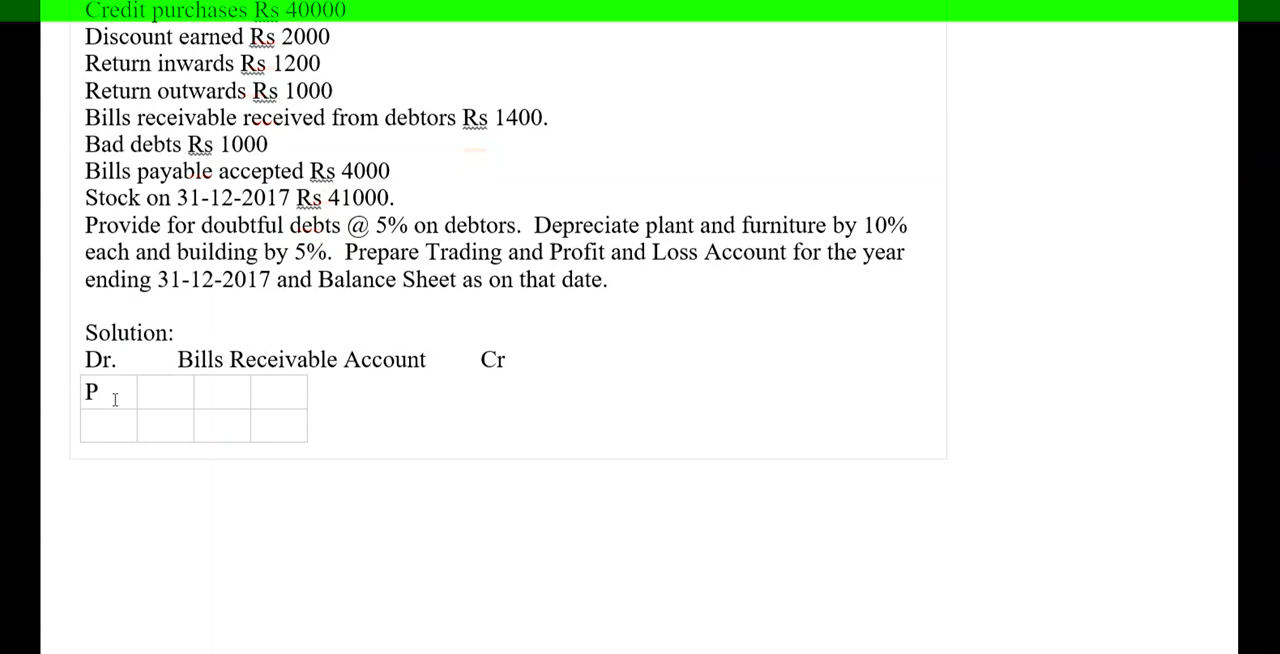 Credit purchases Rs 40000
Discount earned Rs 2000
Return inwards Rs 1200
Return outwards Rs 1000
Bills receivable received from debtors Rs 1400.
Bad debts Rs 1000
Bills payable accepted Rs 4000
Stock on 31-12-2017 Rs 41000.
Provide for doubtful debts @ 5% on debtors. Depreciate plant and furniture by 10%
each and building by 5%. Prepare Trading and Profit and Loss Account for the year
ending 31-12-2017 and Balance Sheet as on that date.
Solution:
Dr. Bills Receivable Account Cr
P